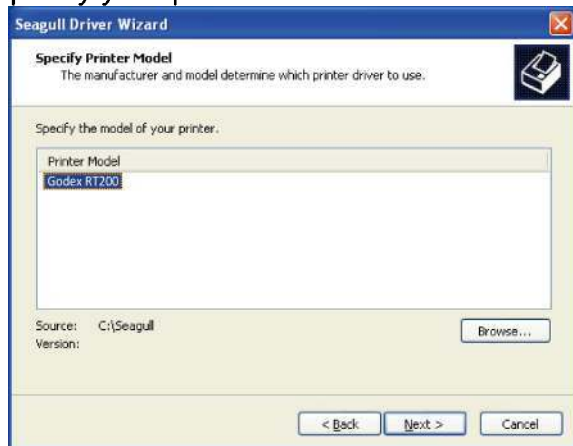 Seagull Driver Wizard
Specify Printer Model
The manufacturer and model determine which printer driver to use.
Specify the model of your printer.
Printer Model
Godex RT200
Source: C:\Seagull
Version:
Browse...
< Back Next > Cancel